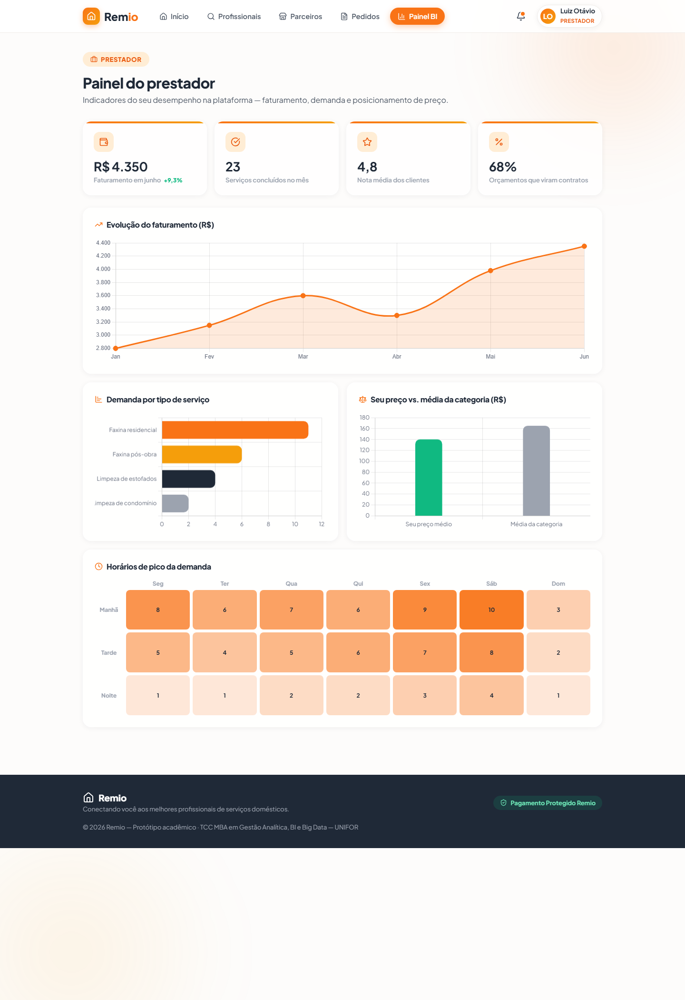 Remio
Início
Profissionais
Parceiros
Pedidos
Painel BI
LO
Luiz Otávio
PRESTADOR
PRESTADOR
Painel do prestador
Indicadores do seu desempenho na plataforma — faturamento, demanda e posicionamento de preço.
R$ 4.350
Faturamento em junho +9,3%
23
Serviços concluídos no mês
4,8
Nota média dos clientes
68%
Orçamentos que viram contratos
Evolução do faturamento (R$)
4.400
4.200
4.000
3.800
3.600
3.400
3.200
3.000
2.800
Jan Fev Mar Abr Mai Jun
Demanda por tipo de serviço
Faxina residencial
Faxina pós-obra
Limpeza de estofados
impeza de condomínio
0 2 4 6 8 10 12
Seu preço vs. média da categoria (R$)
180
160
140
120
100
80
60
40
20
0
Seu preço médio Média da categoria
Horários de pico da demanda
Seg Ter Qua Qui Sex Sáb Dom
Manhã 8 6 7 6 9 10 3
Tarde 5 4 5 6 7 8 2
Noite 1 1 2 2 3 4 1
Remio
Conectando você aos melhores profissionais de serviços domésticos.
Pagamento Protegido Remio
© 2026 Remio — Protótipo acadêmico · TCC MBA em Gestão Analítica, BI e Big Data — UNIFOR